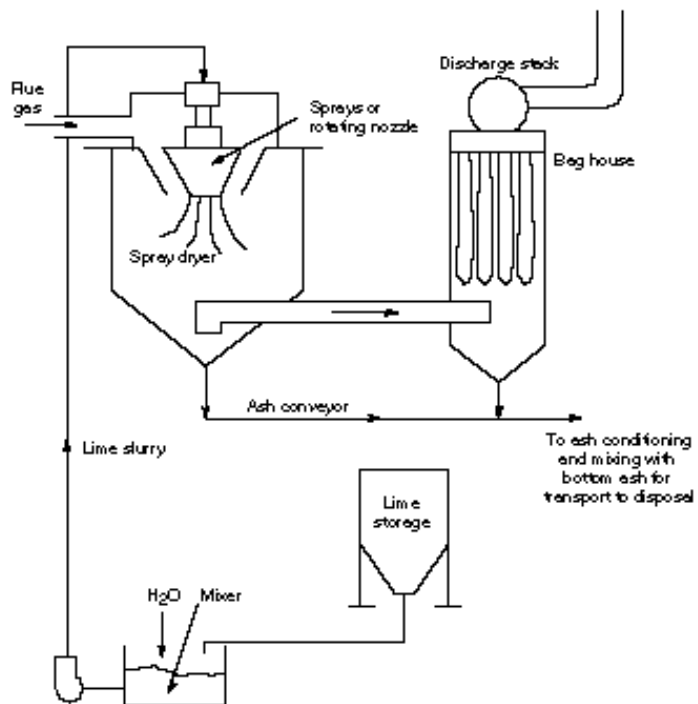 Flue
gas
Discharge stack
Sprays or
rotating nozzle
Bag house
Spray dryer
Ash conveyor
Lime slurry
To ash conditioning
and mixing with
bottom ash for
transport to disposal
Lime
storage
H2O
Mixer